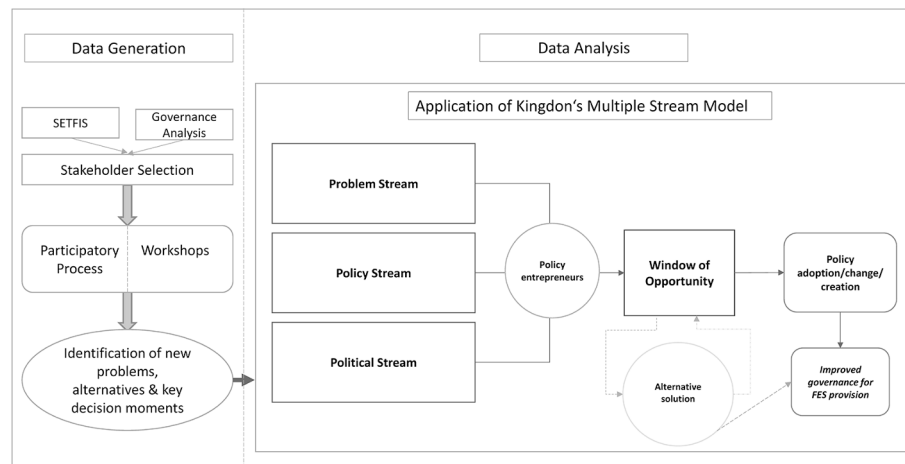 Data Generation
SETFIS
Governance
Analysis
Stakeholder Selection
Participatory
Process
Workshops
Identification of new
problems,
alternatives & key
decision moments
Data Analysis
Application of Kingdon's Multiple Stream Model
Problem Stream
Policy Stream
Political Stream
Policy
entrepreneurs
Window of
Opportunity
Alternative
solution
Policy
adoption/change/
creation
Improved
governance for
FES provision